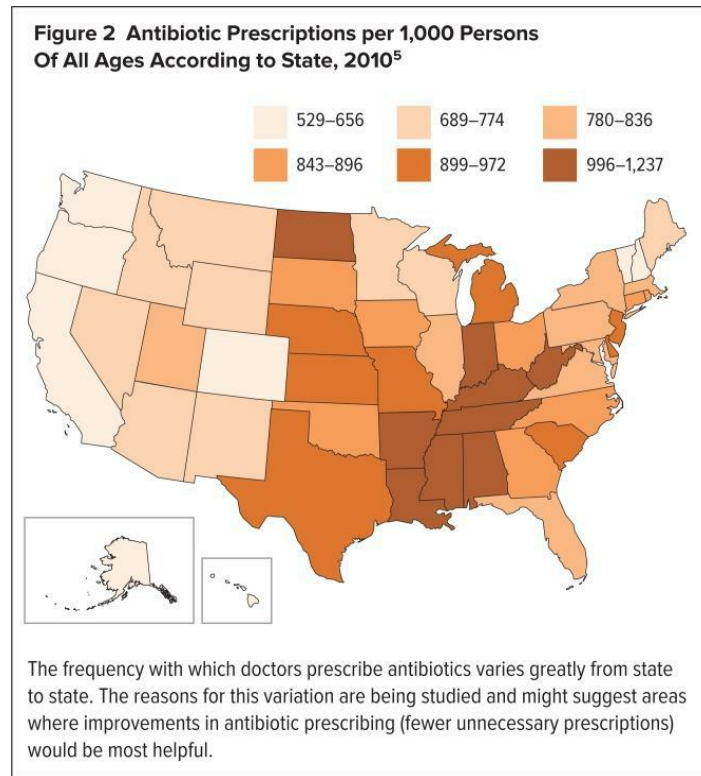 Figure 2 Antibiotic Prescriptions per 1,000 Persons
Of All Ages According to State, 2010⁵
529–656 689–774 780–836
843–896 899–972 996–1,237
The frequency with which doctors prescribe antibiotics varies greatly from state
to state. The reasons for this variation are being studied and might suggest areas
where improvements in antibiotic prescribing (fewer unnecessary prescriptions)
would be most helpful.